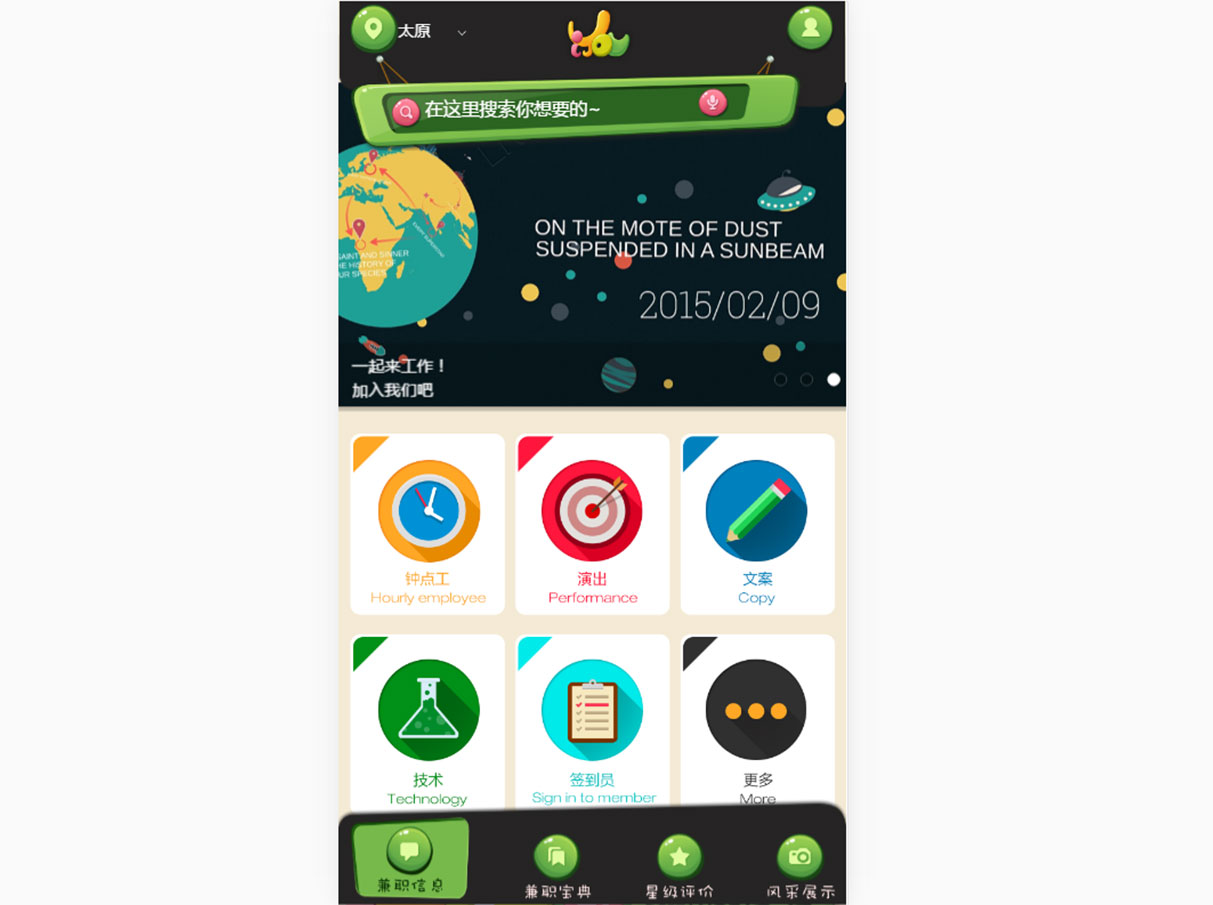 太原
you
在这里搜索你想要的~
SAINT AND SINNER
THE HISTORY OF
OUR SPECIES
ON THE MOTE OF DUST
SUSPENDED IN A SUNBEAM
2015/02/09
一起来工作！
加入我们吧
钟点工
Hourly employee
演出
Performance
文案
Copy
技术
Technology
签到员
Sign in to member
更多
More
兼职信息
兼职宝典
星级评价
风采展示